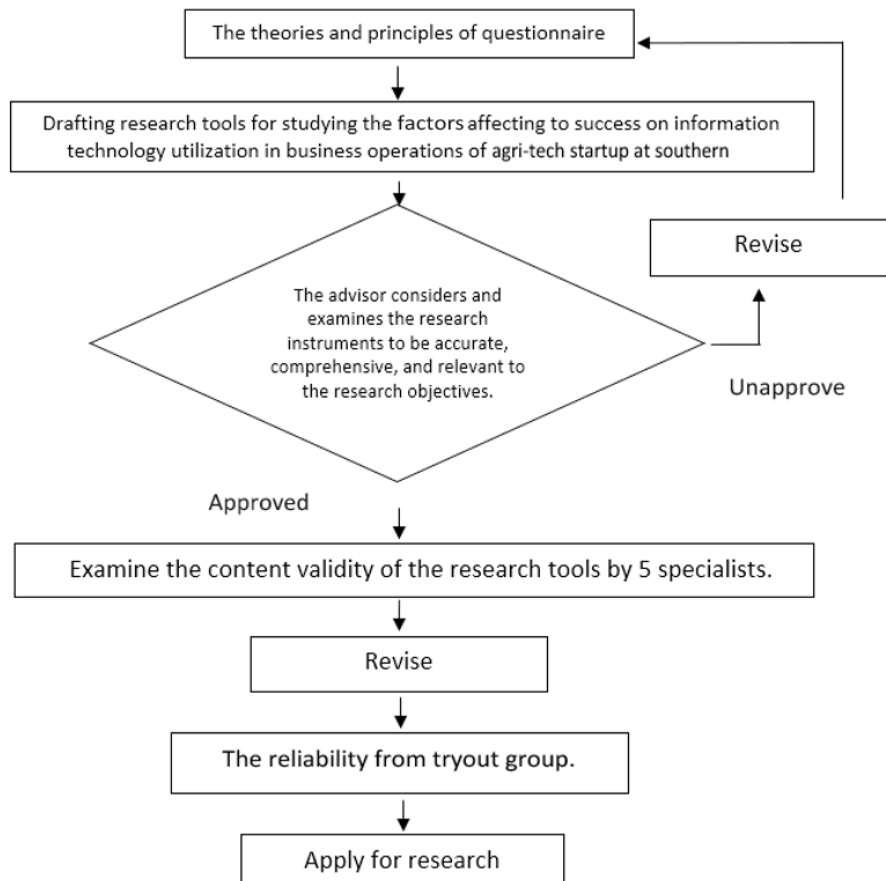 The theories and principles of questionnaire
Drafting research tools for studying the factors affecting to success on information
technology utilization in business operations of agri-tech startup at southern
Revise
The advisor considers and
examines the research
instruments to be accurate,
comprehensive, and relevant to
the research objectives.
Unapprove
Approved
Examine the content validity of the research tools by 5 specialists.
Revise
The reliability from tryout group.
Apply for research